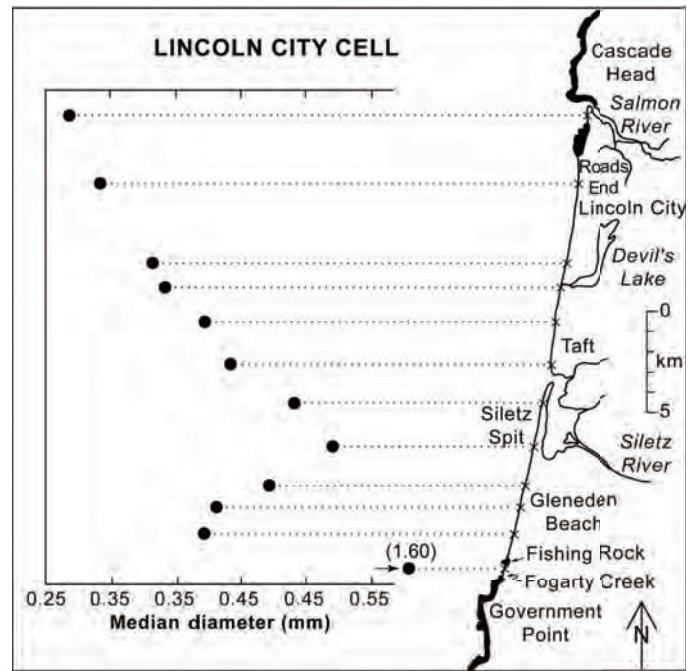 LINCOLN CITY CELL
Cascade
Head
Salmon
River
Roads
End
Lincoln City
Devil's
Lake
0
Taft
km
5
Siletz
Spit
Siletz
River
Gleneden
Beach
(1.60)
Fishing Rock
Fogarty Creek
0.25 0.35 0.35 0.45 0.45 0.55
Median diameter (mm)
Government
Point
N